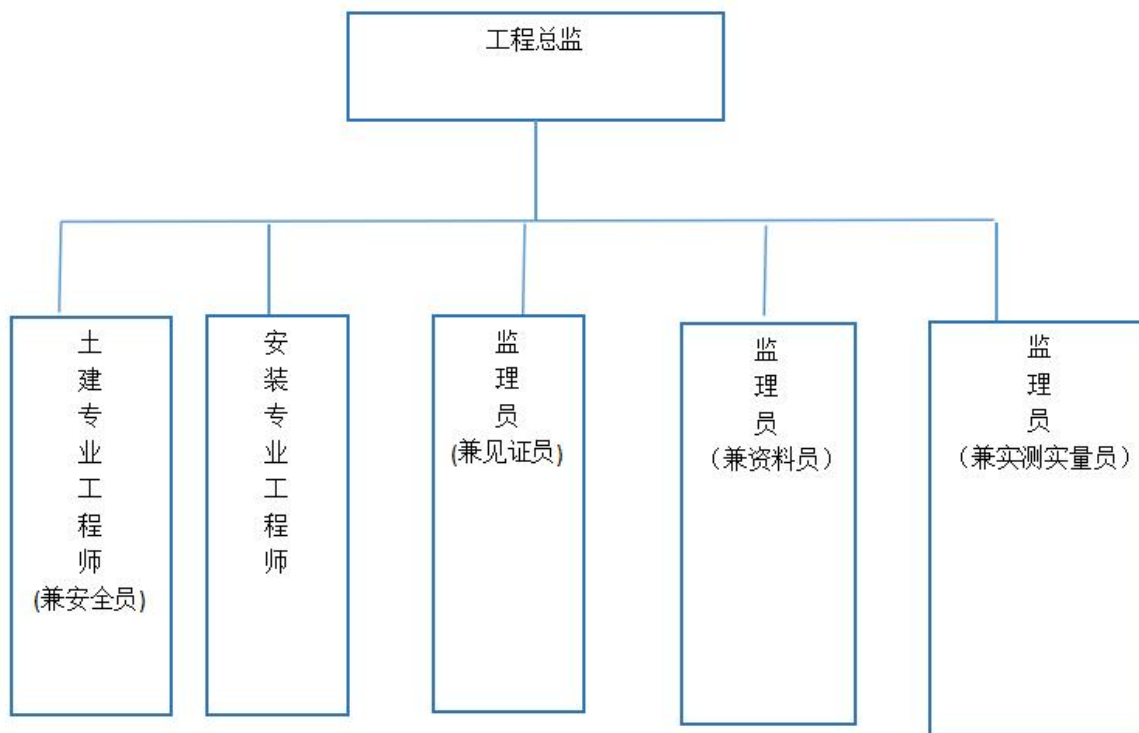 工程总监
土建专业工程师
(兼安全员)
安装专业工程师
监理员
(兼见证员)
监理员
（兼资料员）
监理员
（兼实测实量员）